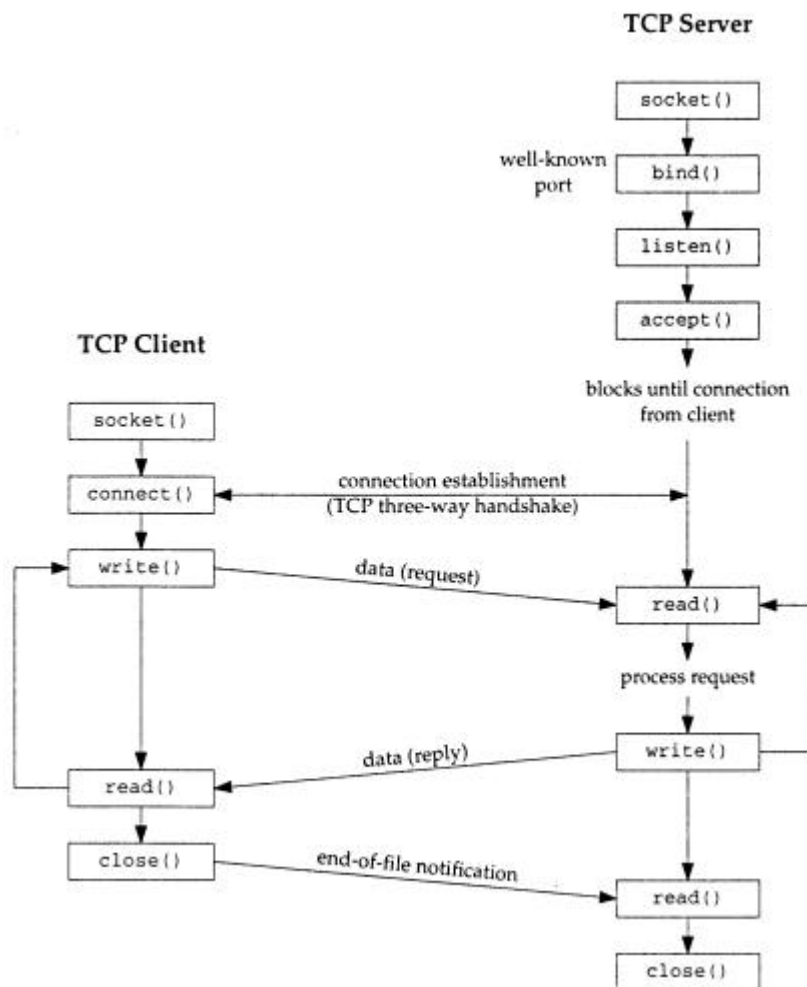 TCP Server
socket()
well-known
port
bind()
listen()
accept()
TCP Client
blocks until connection
from client
socket()
connect()
connection establishment
(TCP three-way handshake)
write()
data (request)
read()
process request
write()
data (reply)
read()
close()
end-of-file notification
read()
close()